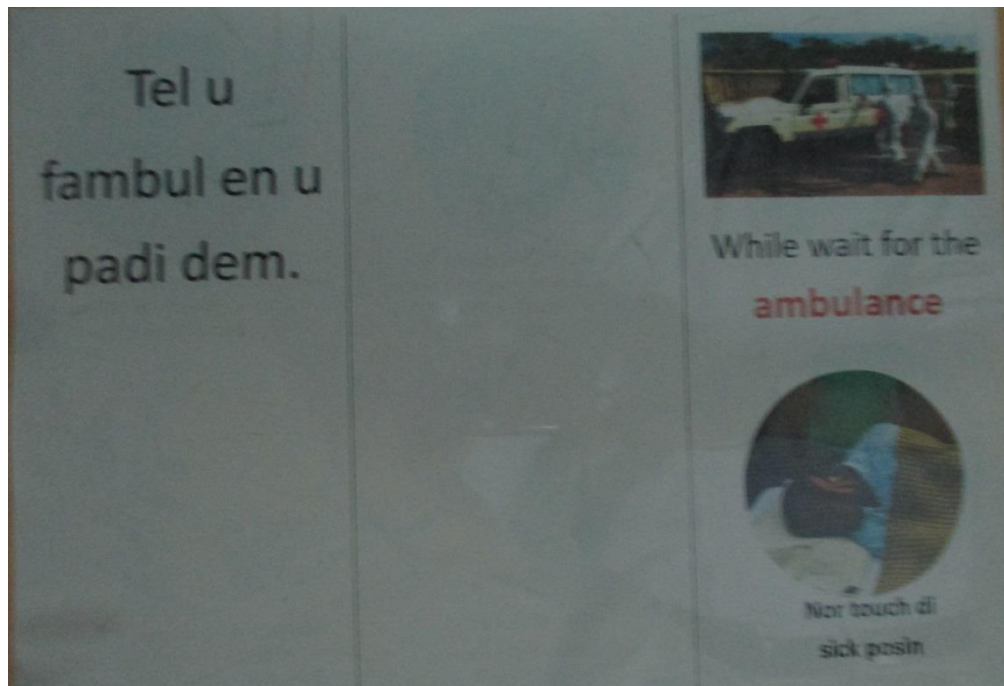 Tel u
fambul en u
padi dem.
While wait for the
ambulance
Nor touch di
sick posin